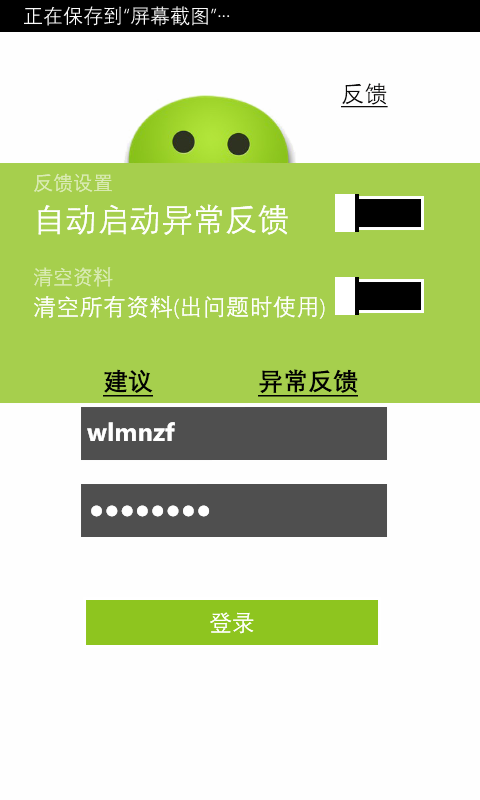 正在保存到“屏幕截图”…
反馈
反馈设置
自动启动异常反馈
清空资料
清空所有资料(出问题时使用)
建议 异常反馈
wlmnzf
••••••••
登录